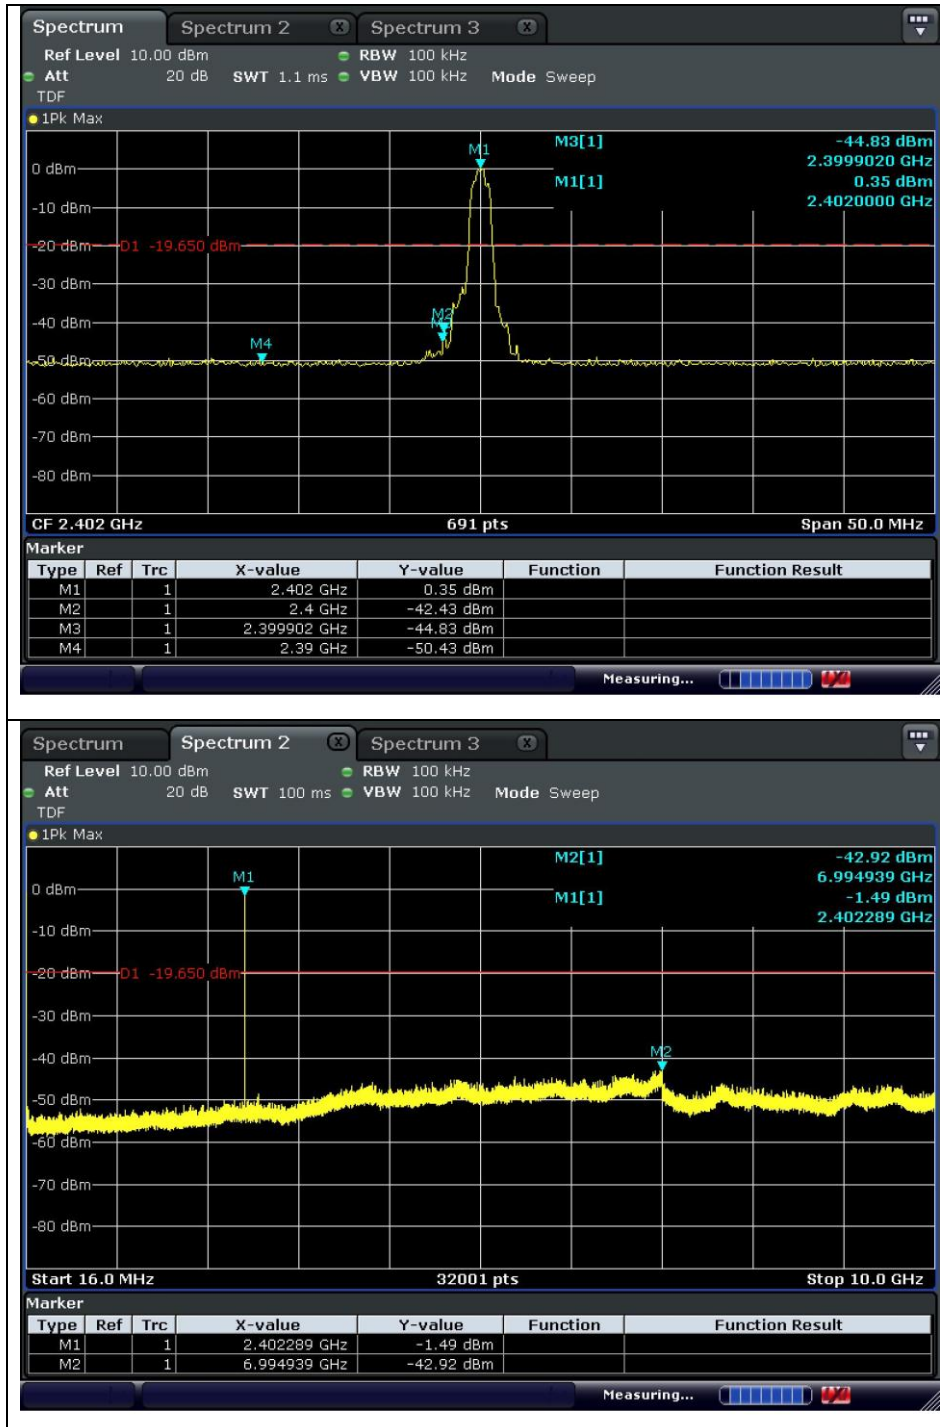 Spectrum Spectrum 2 X Spectrum 3 X
Ref Level 10.00 dBm RBW 100 kHz
Att 20 dB SWT 1.1 ms VBW 100 kHz Mode Sweep
TDF
1Pk Max
M3[1] -44.83 dBm
2.3999020 GHz
M1[1] 0.35 dBm
2.4020000 GHz
M1
0 dBm
-10 dBm
-20 dBm D1 -19.650 dBm
-30 dBm
-40 dBm
M2
M4
-50 dBm
-60 dBm
-70 dBm
-80 dBm
CF 2.402 GHz 691 pts Span 50.0 MHz
Marker
Type Ref Trc X-value Y-value Function Function Result
M1 1 2.402 GHz 0.35 dBm
M2 1 2.4 GHz -42.43 dBm
M3 1 2.399902 GHz -44.83 dBm
M4 1 2.39 GHz -50.43 dBm
Measuring...
Spectrum Spectrum 2 X Spectrum 3 X
Ref Level 10.00 dBm RBW 100 kHz
Att 20 dB SWT 100 ms VBW 100 kHz Mode Sweep
TDF
1Pk Max
M2[1] -42.92 dBm
6.994939 GHz
M1[1] -1.49 dBm
2.402289 GHz
M1
0 dBm
-10 dBm
-20 dBm D1 -19.650 dBm
-30 dBm
-40 dBm
M2
-50 dBm
-60 dBm
-70 dBm
-80 dBm
Start 16.0 MHz 32001 pts Stop 10.0 GHz
Marker
Type Ref Trc X-value Y-value Function Function Result
M1 1 2.402289 GHz -1.49 dBm
M2 1 6.994939 GHz -42.92 dBm
Measuring...